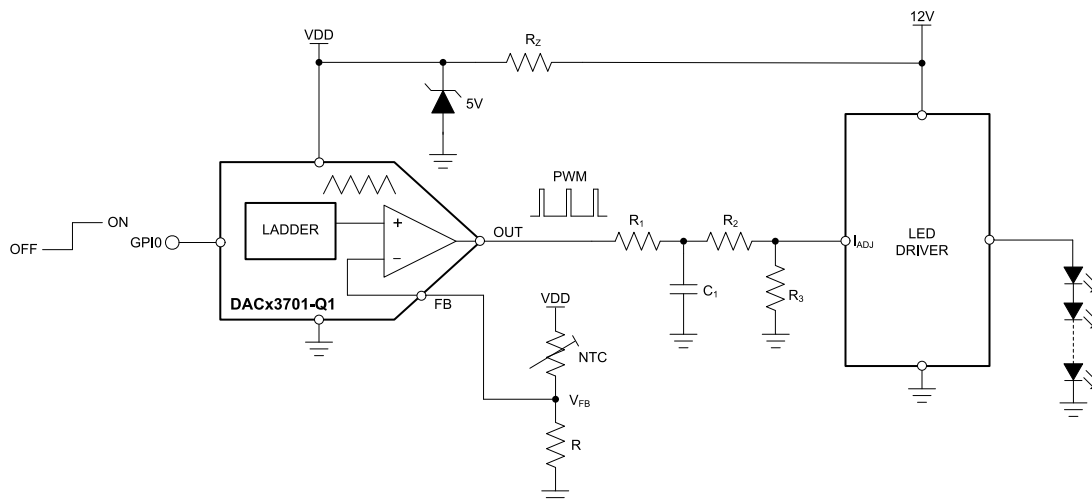 VDD
12V
RZ
5V
PWM
ON
OFF
GPI0
LADDER
+
−
OUT
R1
R2
IADJ
LED
DRIVER
DACx3701-Q1
FB
C1
R3
VDD
NTC
VFB
R